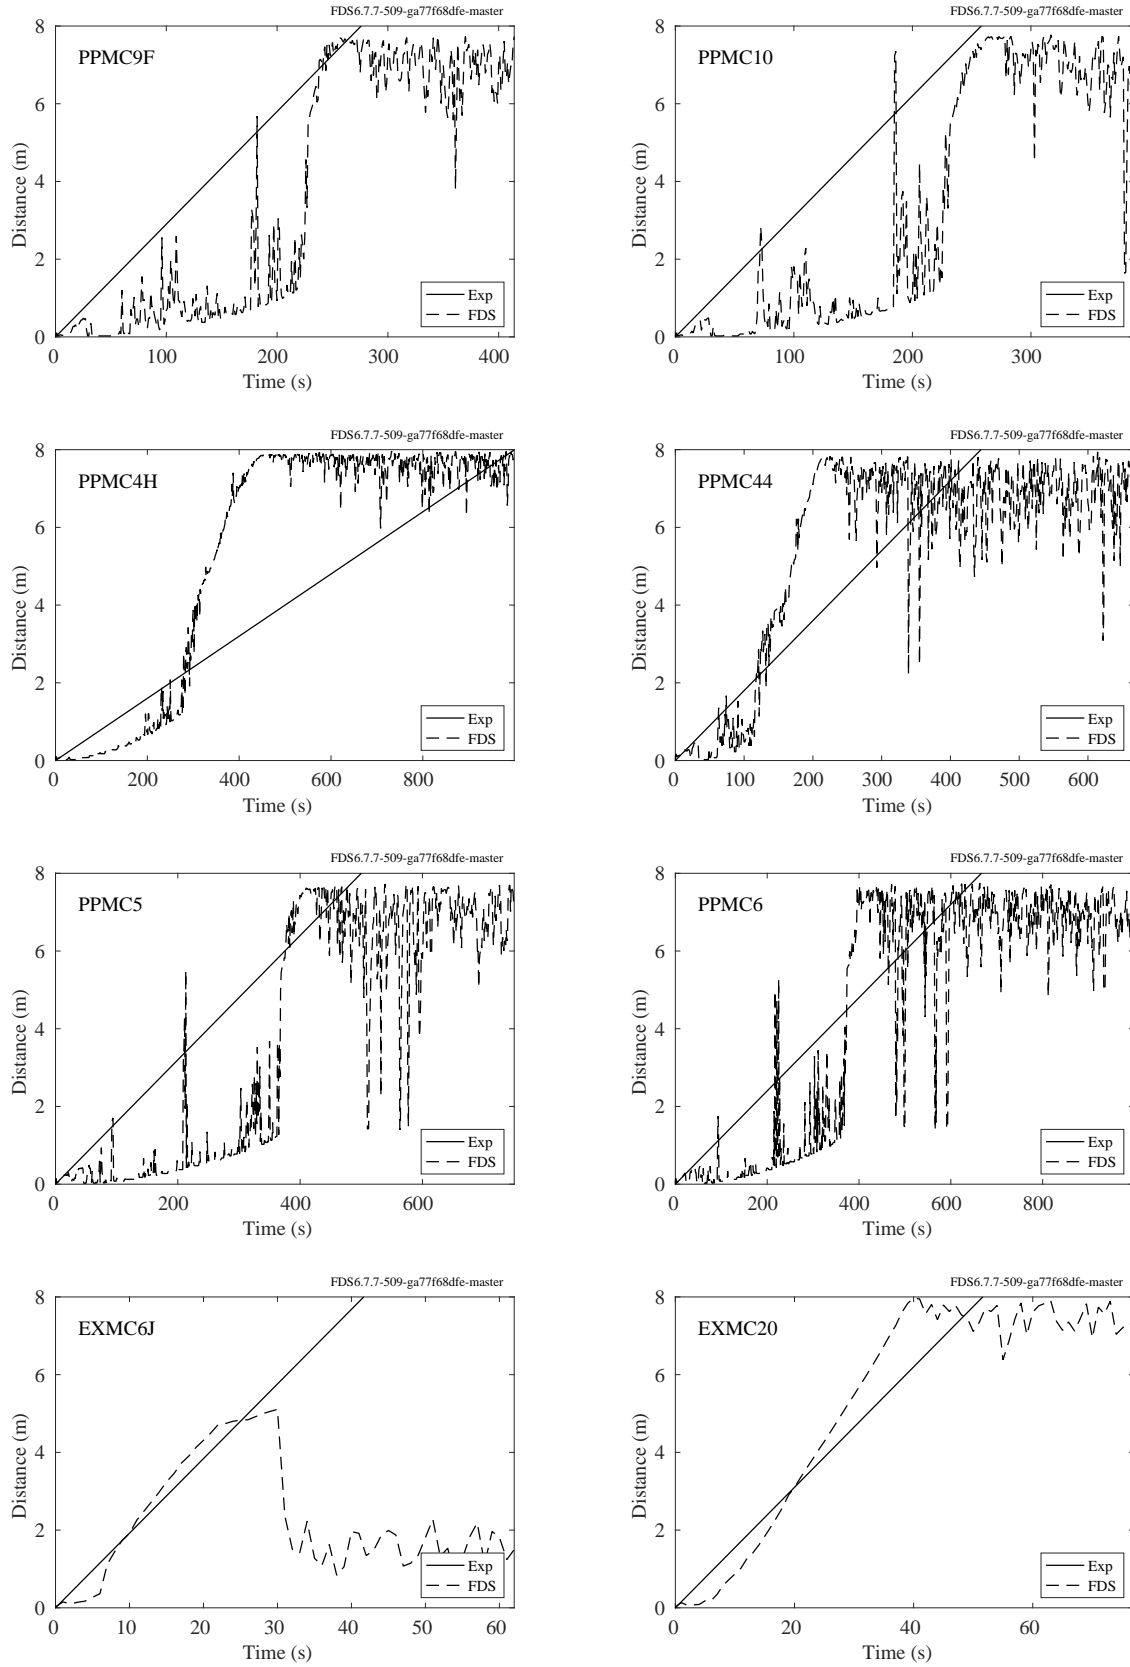 FDS6.7.7-509-ga77f68dfe-master
PPMC9F
8
6
4
2
0
Distance (m)
0 100 200 300 400
Time (s)
Exp
FDS
FDS6.7.7-509-ga77f68dfe-master
PPMC10
8
6
4
2
0
Distance (m)
0 100 200 300
Time (s)
Exp
FDS
FDS6.7.7-509-ga77f68dfe-master
PPMC4H
8
6
4
2
0
Distance (m)
0 200 400 600 800
Time (s)
Exp
FDS
FDS6.7.7-509-ga77f68dfe-master
PPMC44
8
6
4
2
0
Distance (m)
0 100 200 300 400 500 600
Time (s)
Exp
FDS
FDS6.7.7-509-ga77f68dfe-master
PPMC5
8
6
4
2
0
Distance (m)
0 200 400 600
Time (s)
Exp
FDS
FDS6.7.7-509-ga77f68dfe-master
PPMC6
8
6
4
2
0
Distance (m)
0 200 400 600 800
Time (s)
Exp
FDS
FDS6.7.7-509-ga77f68dfe-master
EXMC6J
8
6
4
2
0
Distance (m)
0 10 20 30 40 50 60
Time (s)
Exp
FDS
FDS6.7.7-509-ga77f68dfe-master
EXMC20
8
6
4
2
0
Distance (m)
0 20 40 60
Time (s)
Exp
FDS